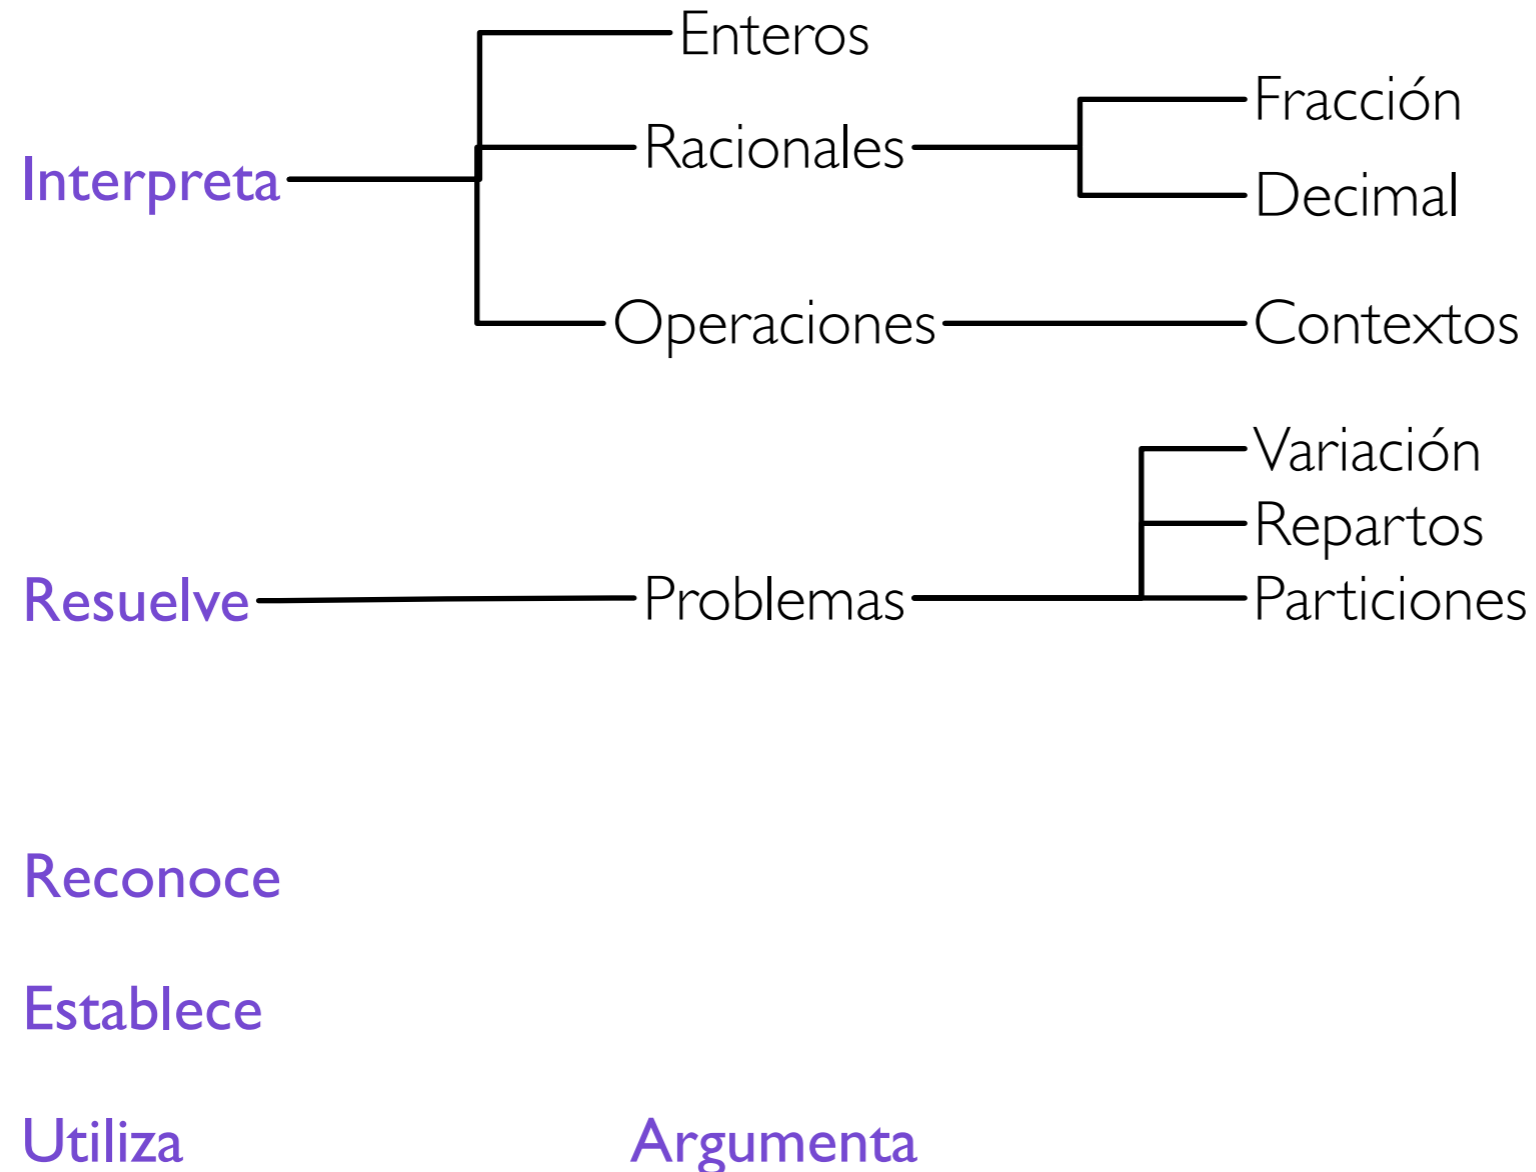 Enteros
Fracción
Racionales
Interpreta
Decimal
Operaciones
Contextos
Variación
Repartos
Resuelve
Problemas
Particiones
Reconoce
Establece
Utiliza
Argumenta